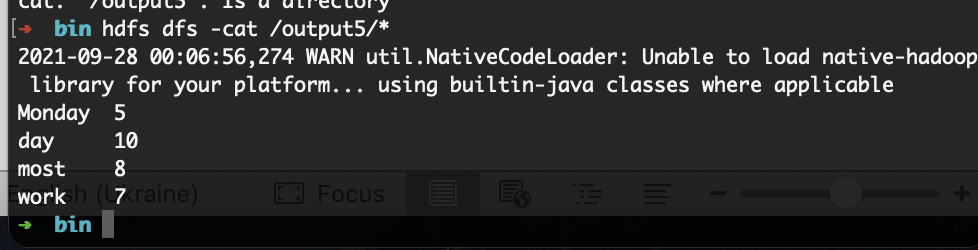 cat: `/output5': Is a directory
[➜  bin hdfs dfs -cat /output5/*
2021-09-28 00:06:56,274 WARN util.NativeCodeLoader: Unable to load native-hadoop
 library for your platform... using builtin-java classes where applicable
Monday  5
day     10
most    8
work    7
English (Ukraine)  Focus
➜  bin